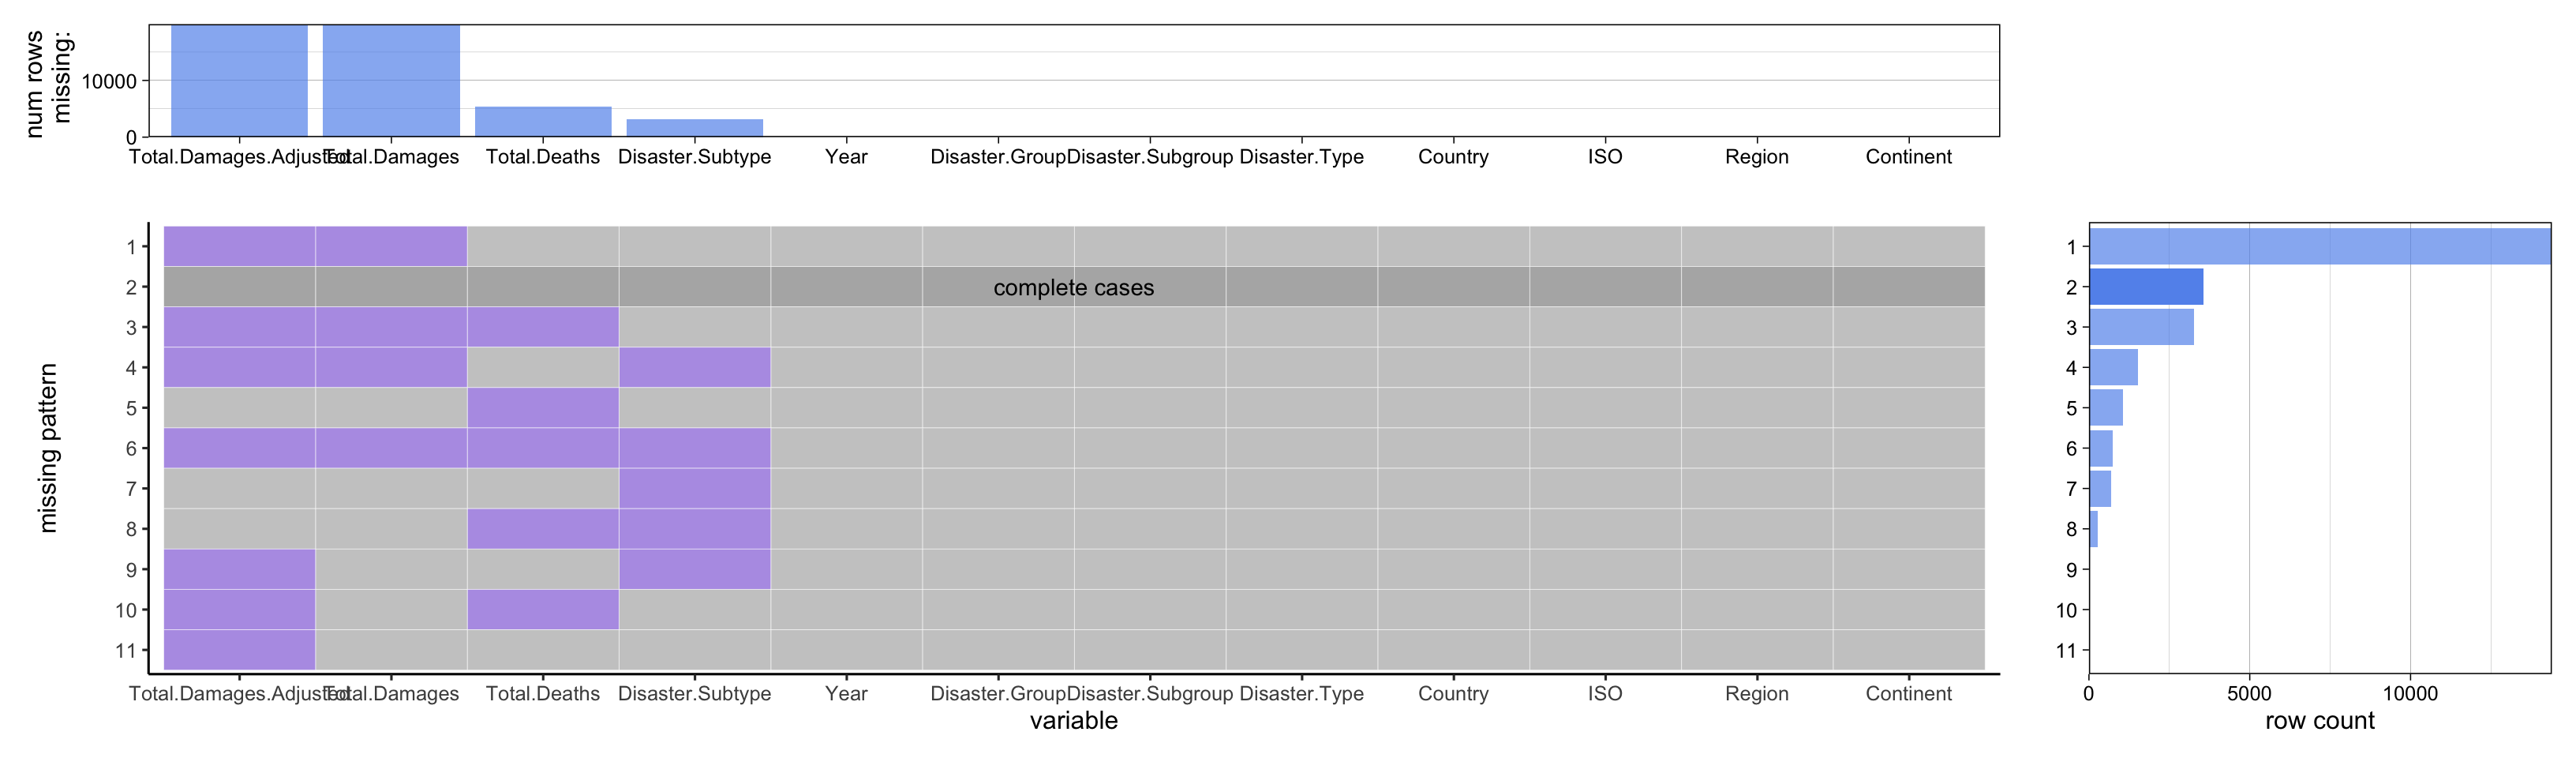 num rows
missing:
10000
0
Total.Damages.Adjusted Total.Damages Total.Deaths Disaster.Subtype Year Disaster.Group Disaster.Subgroup Disaster.Type Country ISO Region Continent
missing pattern
1
2
3
4
5
6
7
8
9
10
11
complete cases
Total.Damages.Adjusted Total.Damages Total.Deaths Disaster.Subtype Year Disaster.Group Disaster.Subgroup Disaster.Type Country ISO Region Continent
variable
1
2
3
4
5
6
7
8
9
10
11
0 5000 10000
row count